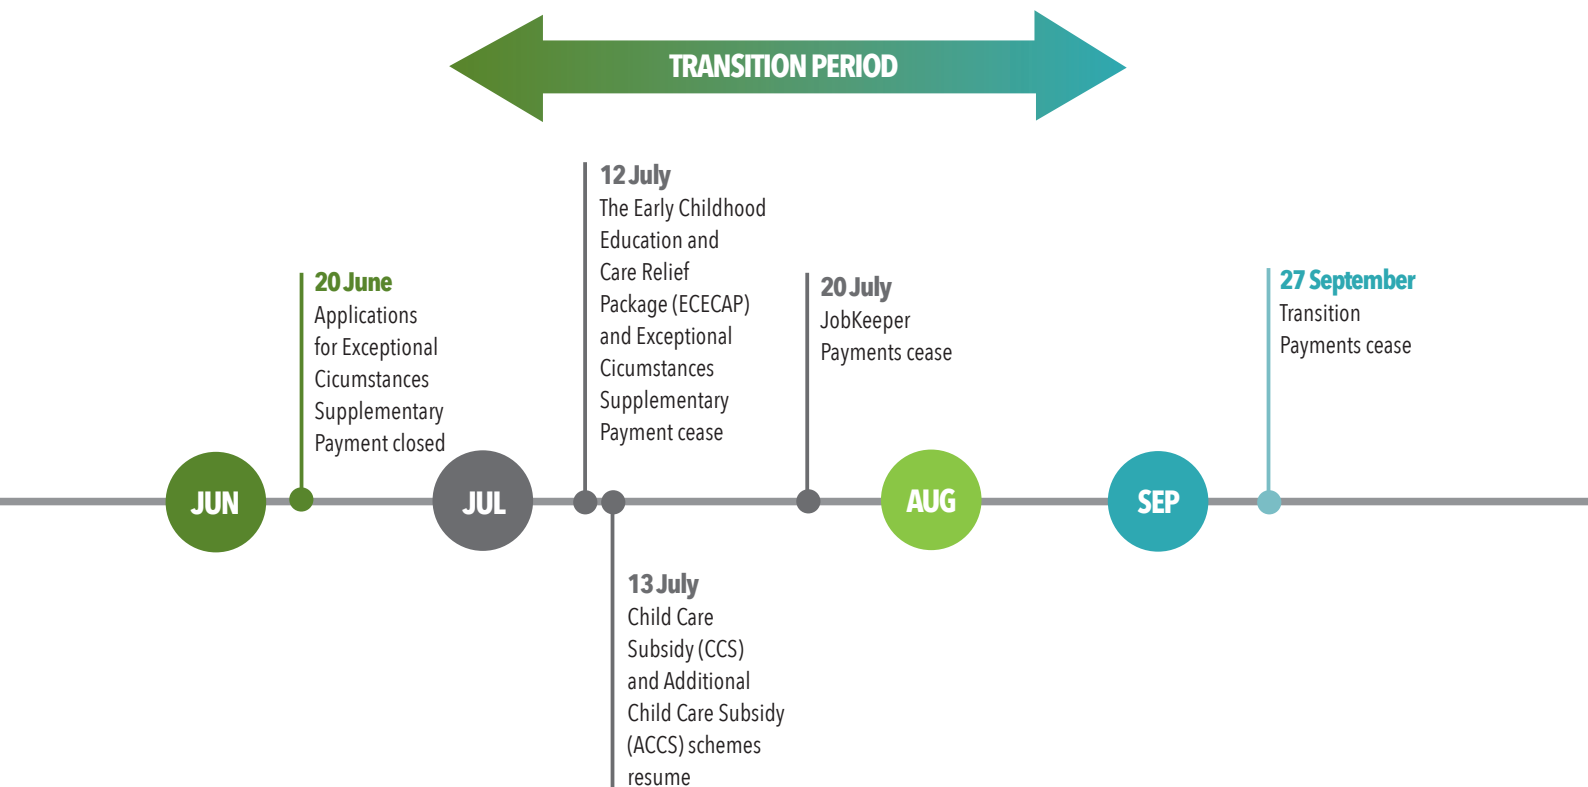 TRANSITION PERIOD
12 July
The Early Childhood
Education and
Care Relief
Package (ECECAP)
and Exceptional
Cicumstances
Supplementary
Payment cease
20 June
Applications
for Exceptional
Cicumstances
Supplementary
Payment closed
20 July
JobKeeper
Payments cease
27 September
Transition
Payments cease
JUN
JUL
AUG
SEP
13 July
Child Care
Subsidy (CCS)
and Additional
Child Care Subsidy
(ACCS) schemes
resume